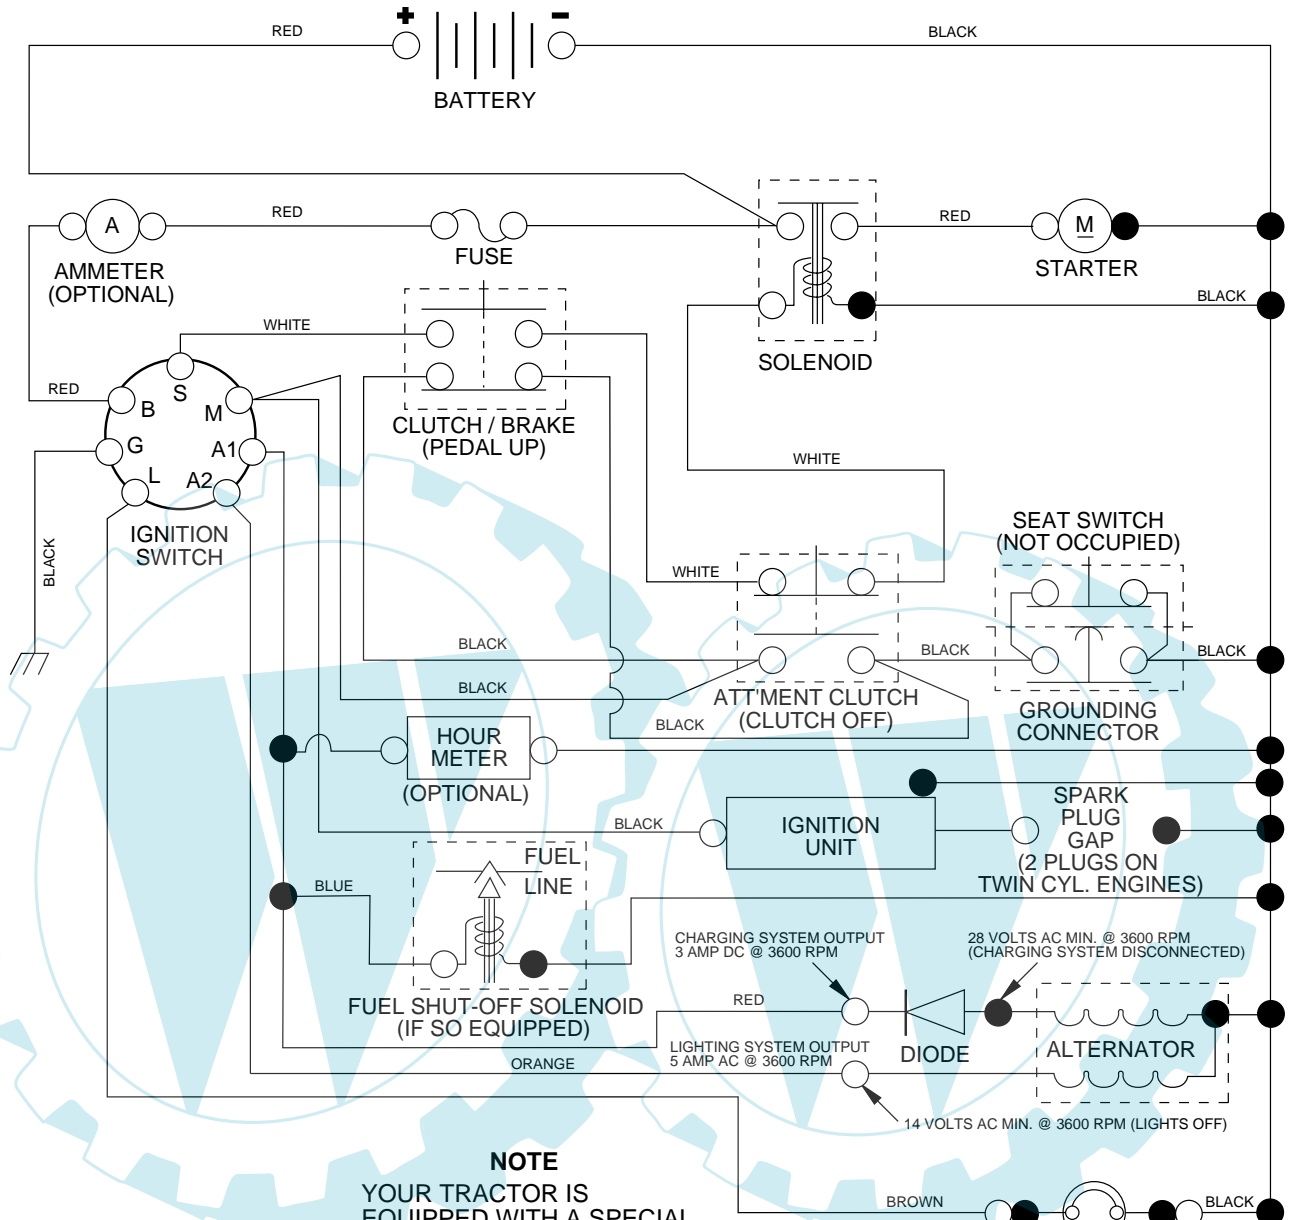 + −
RED
BLACK
BATTERY
A
RED
RED
M
FUSE
AMMETER
(OPTIONAL)
STARTER
BLACK
WHITE
SOLENOID
RED
S
B
M
G
A1
L
A2
CLUTCH / BRAKE
(PEDAL UP)
WHITE
IGNITION
SWITCH
BLACK
SEAT SWITCH
(NOT OCCUPIED)
WHITE
BLACK
BLACK
BLACK
BLACK
ATT'MENT CLUTCH
(CLUTCH OFF)
BLACK
GROUNDING
CONNECTOR
HOUR
METER
(OPTIONAL)
BLACK
IGNITION
UNIT
SPARK
PLUG
GAP
(2 PLUGS ON
TWIN CYL. ENGINES)
FUEL
LINE
BLUE
CHARGING SYSTEM OUTPUT
3 AMP DC @ 3600 RPM
28 VOLTS AC MIN. @ 3600 RPM
(CHARGING SYSTEM DISCONNECTED)
FUEL SHUT-OFF SOLENOID
(IF SO EQUIPPED)
RED
LIGHTING SYSTEM OUTPUT
5 AMP AC @ 3600 RPM
DIODE
ALTERNATOR
ORANGE
14 VOLTS AC MIN. @ 3600 RPM (LIGHTS OFF)
NOTE
YOUR TRACTOR IS
EQUIPPED WITH A SPECIAL
BROWN
BLACK